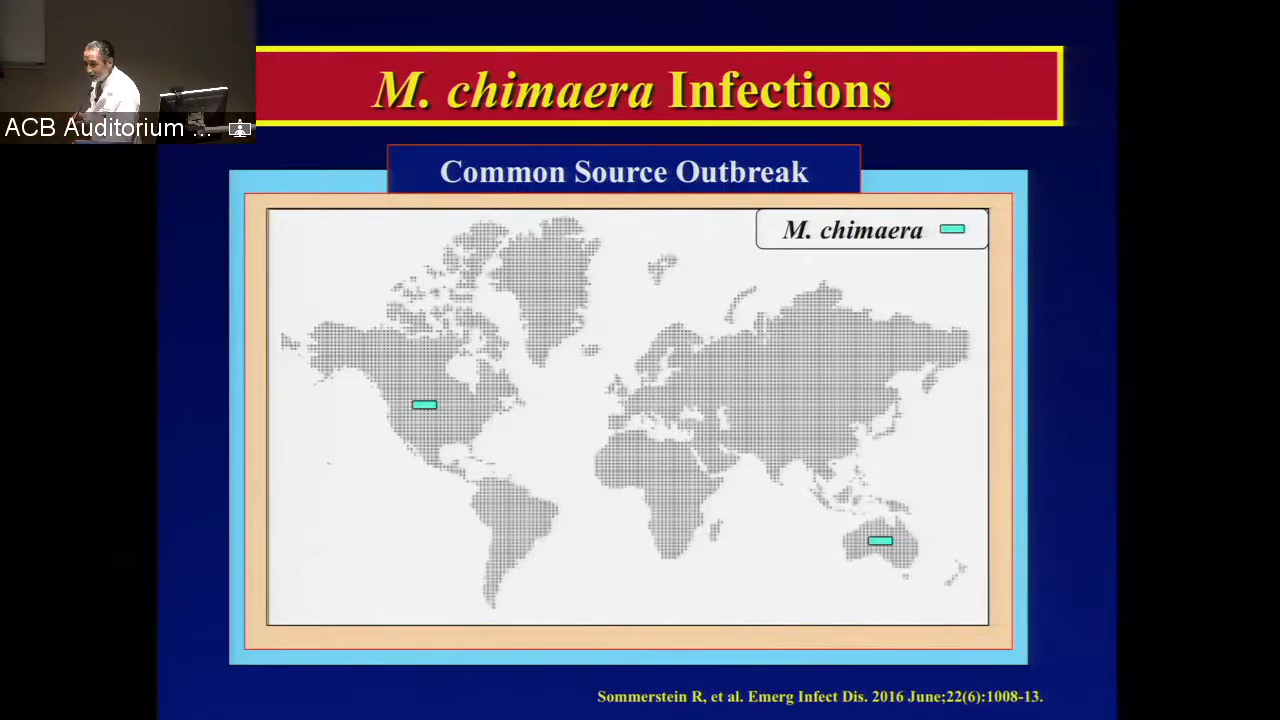 M. chimaera Infections
ACB Auditorium ...
Common Source Outbreak
M. chimaera
Sommerstein R, et al. Emerg Infect Dis. 2016 June;22(6):1008-13.